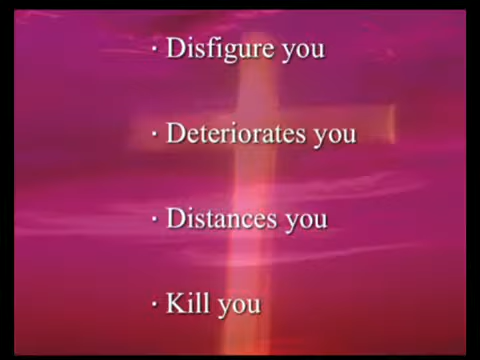 · Disfigure you
· Deteriorates you
· Distances you
· Kill you